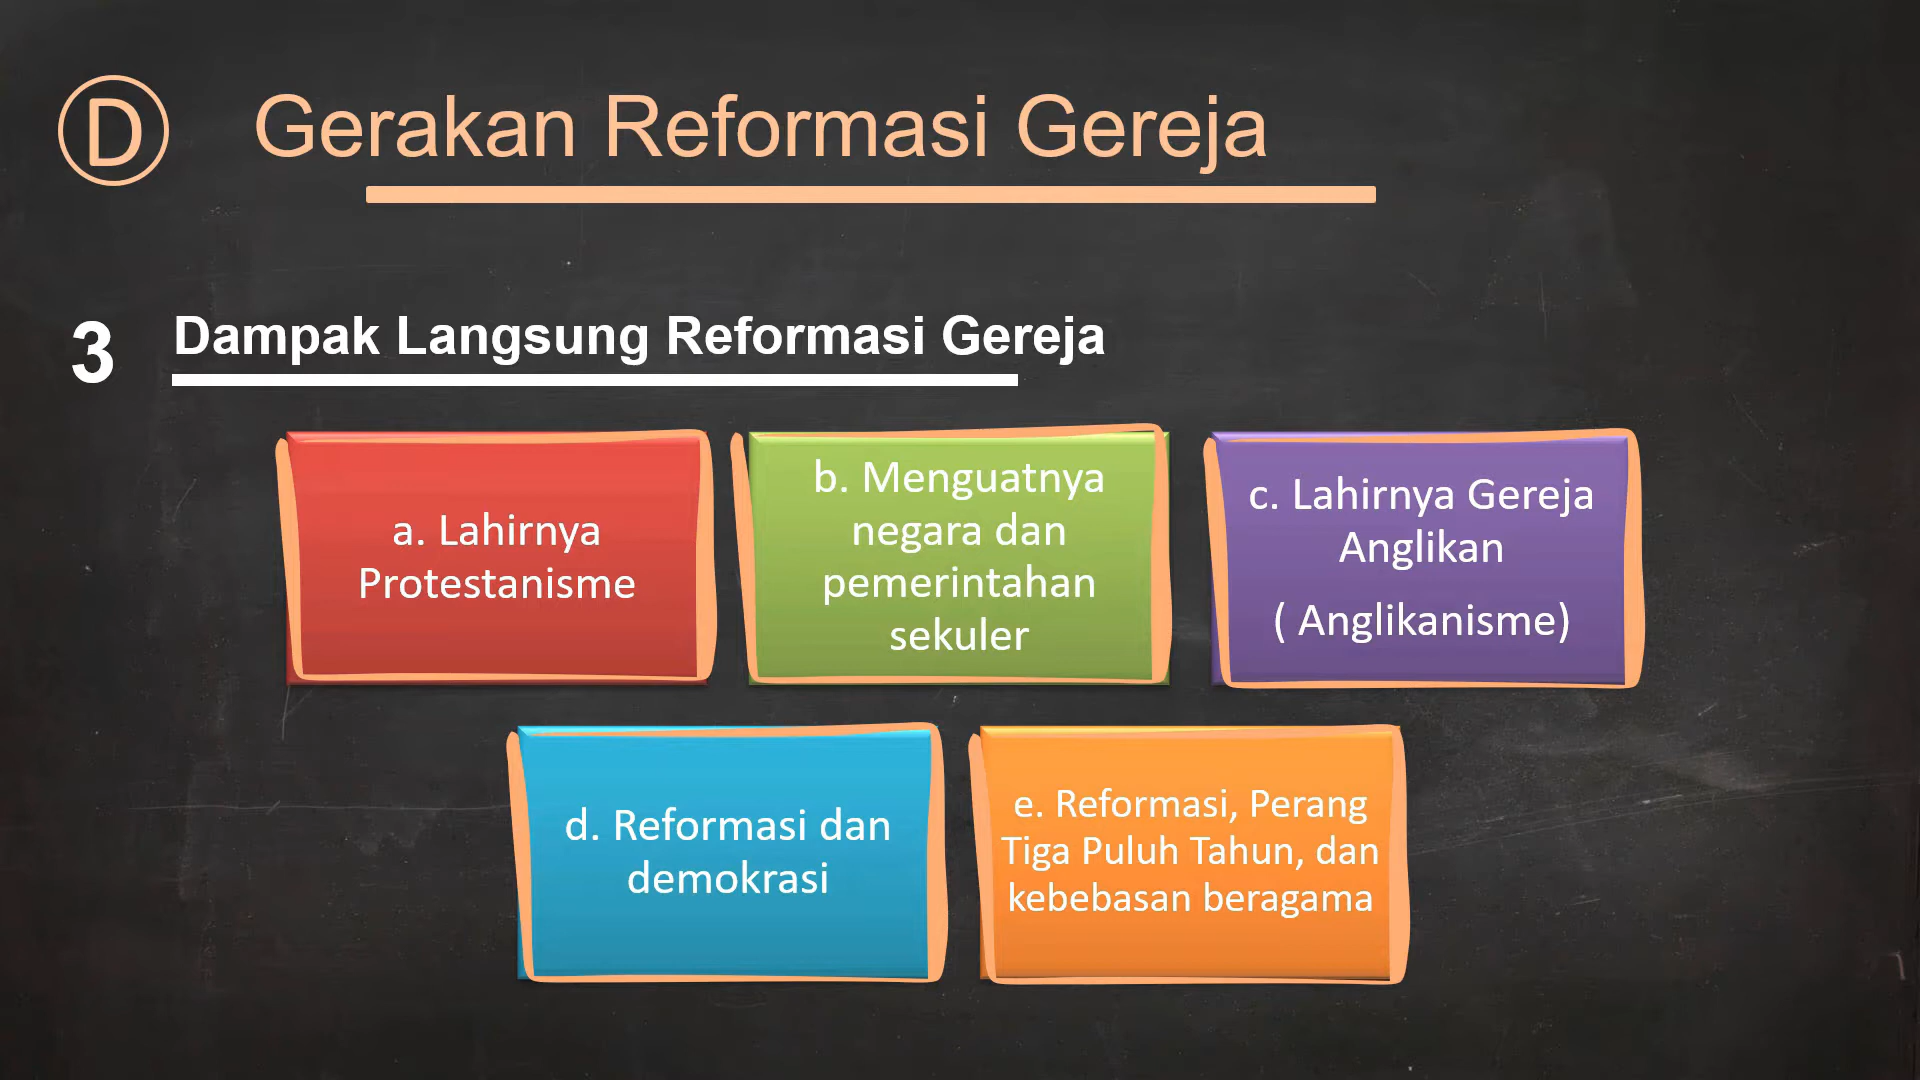 D Gerakan Reformasi Gereja
3 Dampak Langsung Reformasi Gereja
a. Lahirnya
Protestanisme
b. Menguatnya
negara dan
pemerintahan
sekuler
c. Lahirnya Gereja
Anglikan
( Anglikanisme)
d. Reformasi dan
demokrasi
e. Reformasi, Perang
Tiga Puluh Tahun, dan
kebebasan beragama